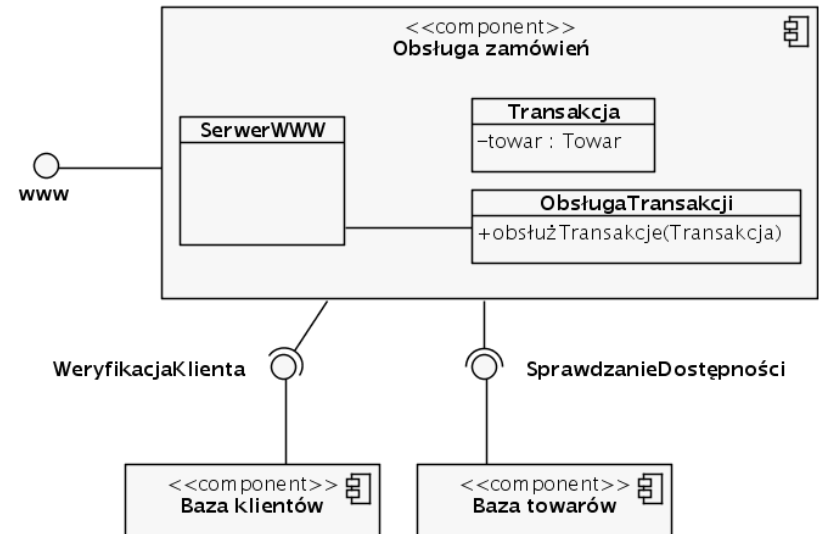 <<component>>
Obsługa zamówień
SerwerWWW
Transakcja
-towar : Towar
www
ObsługaTransakcji
+obsłużTransakcje(Transakcja)
WeryfikacjaKlienta
SprawdzanieDostępności
<<component>>
Baza klientów
<<component>>
Baza towarów